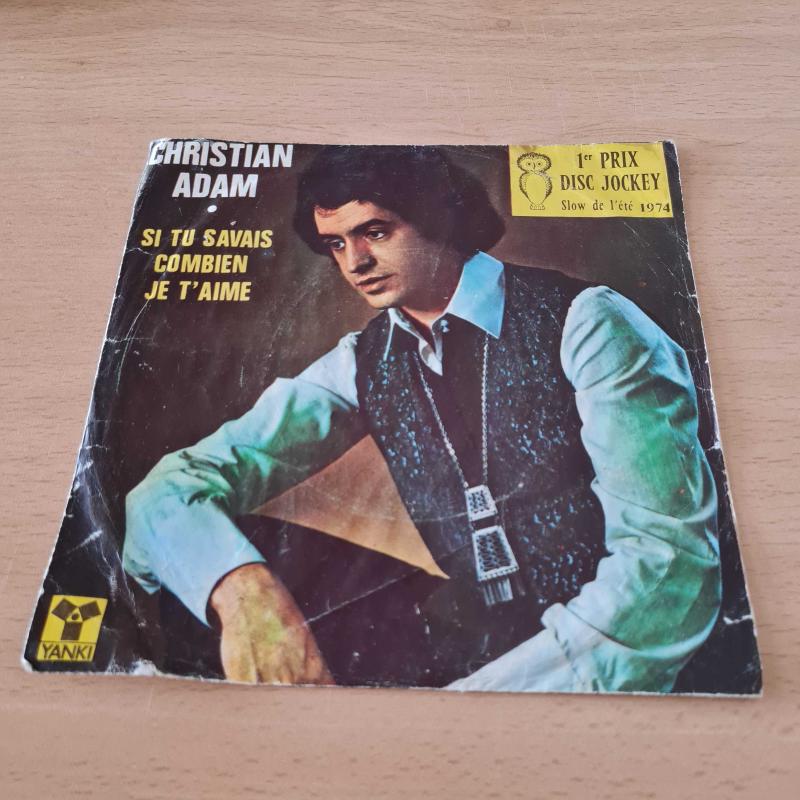 CHRISTIAN
ADAM
SI TU SAVAIS
COMBIEN
JE T'AIME
1er PRIX
DISC JOCKEY
Slow de l'été 1974
YANKI